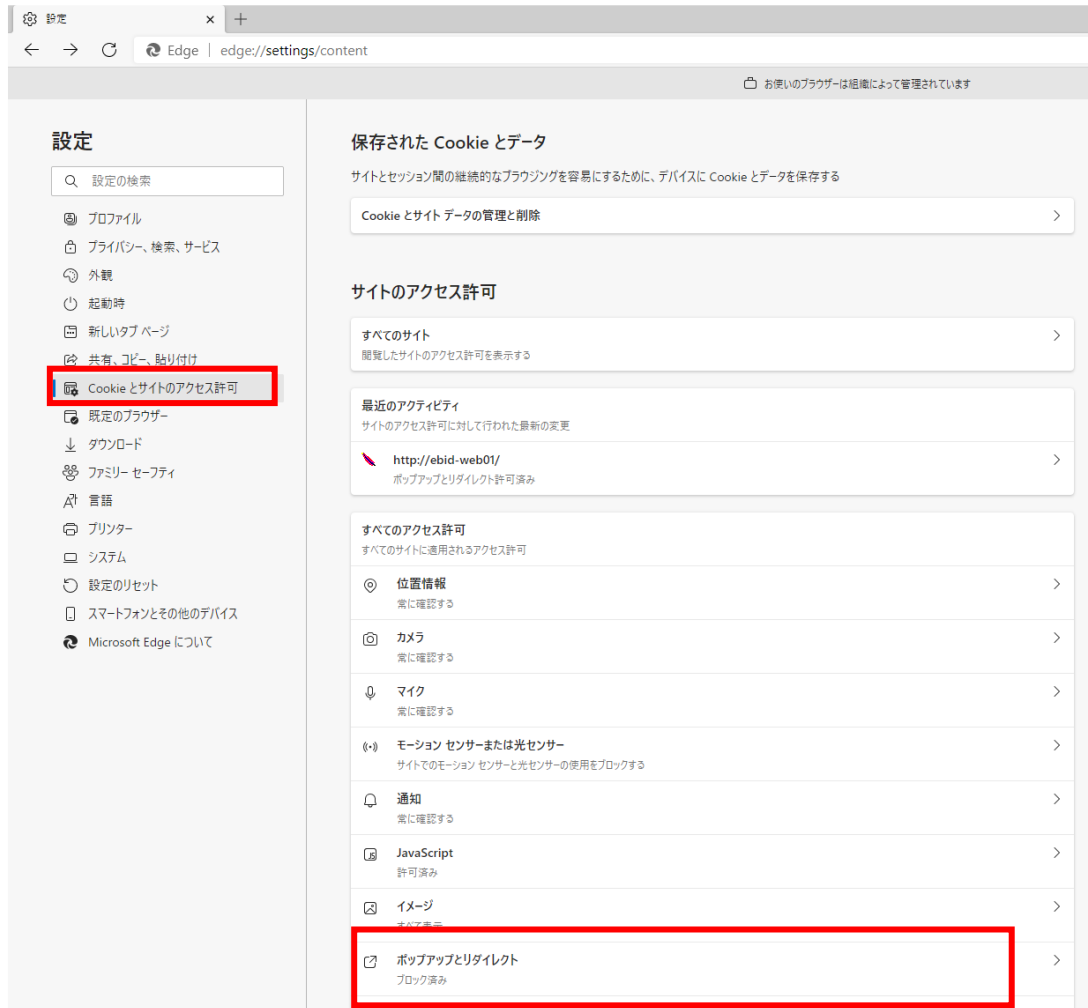 設定
Edge | edge://settings/content
お使いのブラウザーは組織によって管理されています
設定
設定の検索
プロファイル
プライバシー、検索、サービス
外観
起動時
新しいタブ ページ
共有、コピー、貼り付け
Cookie とサイトのアクセス許可
既定のブラウザー
ダウンロード
ファミリー セーフティ
言語
プリンター
システム
設定のリセット
スマートフォンとその他のデバイス
Microsoft Edge について
保存された Cookie とデータ
サイトとセッション間の継続的なブラウジングを容易にするために、デバイスに Cookie とデータを保存する
Cookie とサイト データの管理と削除
サイトのアクセス許可
すべてのサイト
閲覧したサイトのアクセス許可を表示する
最近のアクティビティ
サイトのアクセス許可に対して行われた最新の変更
http://ebid-web01/
ポップアップとリダイレクト許可済み
すべてのアクセス許可
すべてのサイトに適用されるアクセス許可
位置情報
常に確認する
カメラ
常に確認する
マイク
常に確認する
モーション センサーまたは光センサー
サイトでのモーション センサーと光センサーの使用をブロックする
通知
常に確認する
JavaScript
許可済み
イメージ
すべて表示
ポップアップとリダイレクト
ブロック済み